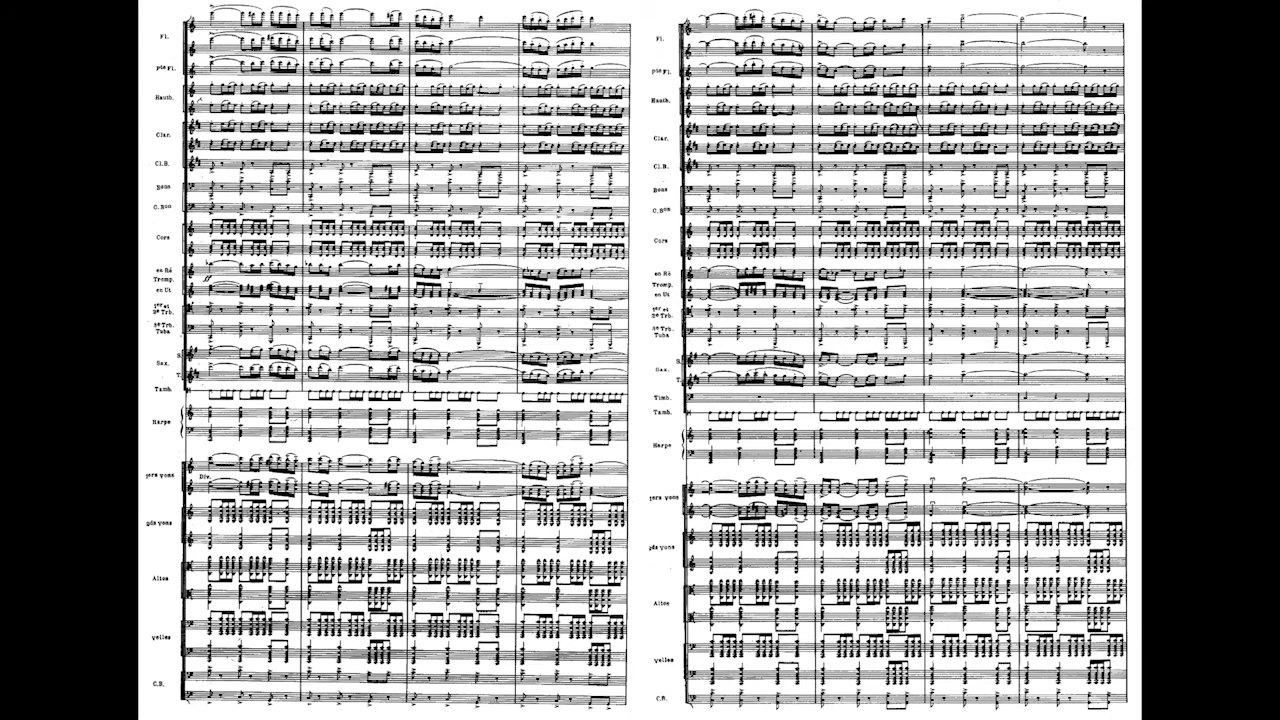 Fl.
pte Fl.
Hautb.
Clar.
Cl.B.
Bons
C.Bon
Cors
en Ré
Tromp.
ff
en Ut
1er et
2e Trb.
3e Trb.
Tuba
S.
Sax.
T.
Tamb.
Harpe
1ers vons
Div.
2ds vons
Altos
velles
C.B.
Fl.
pte Fl.
Hautb.
Clar.
Cl.B.
Bons
C.Bon
Cors
en Ré
Tromp.
en Ut
1er et
2e Trb.
3e Trb.
Tuba
S.
Sax.
T.
Timb.
Tamb.
Harpe
1ers vons
2ds vons
Altos
velles
C.B.